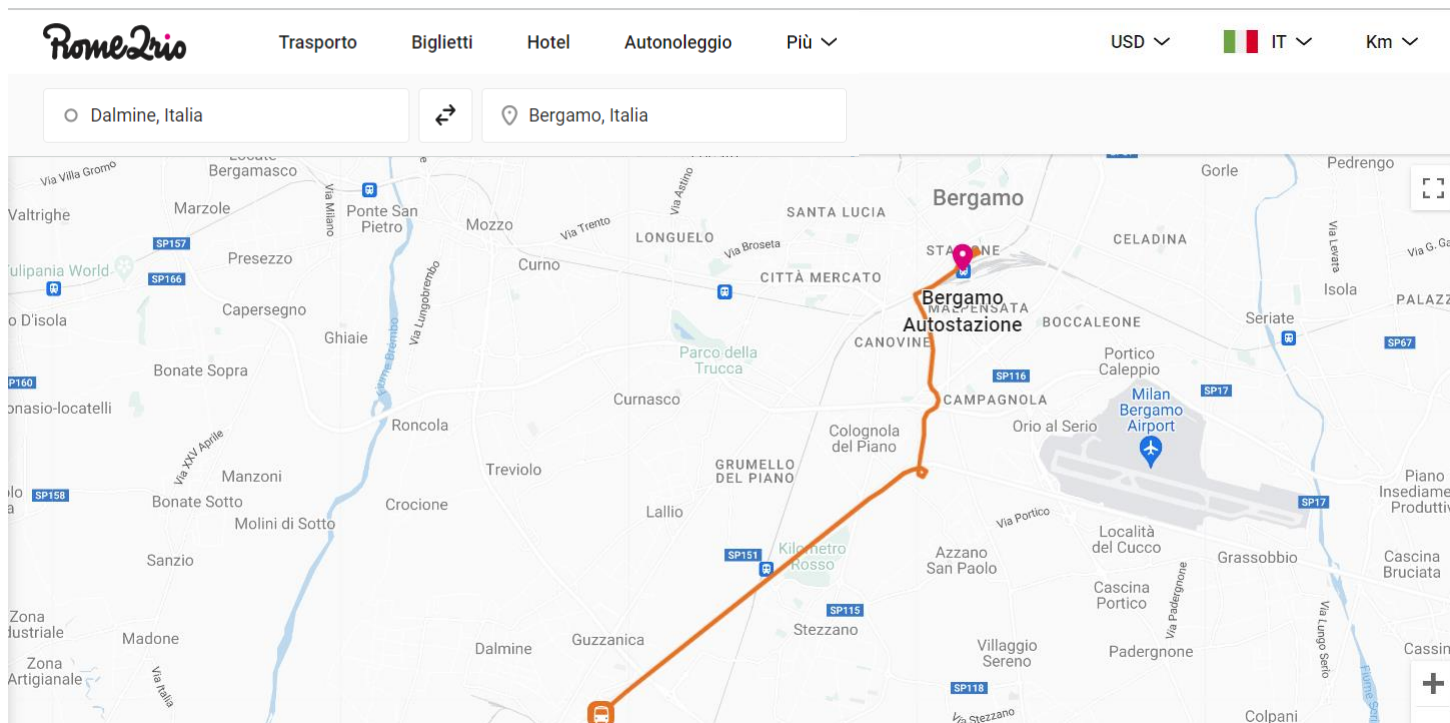 Rome2rio
Trasporto
Biglietti
Hotel
Autonoleggio
Più
USD
IT
Km
Dalmine, Italia
Bergamo, Italia
Via Villa Gromo
Bergamasco
Via Astino
Gorle
Pedrengo
Valtrighe
Marzole
Via Milano
Ponte San
Pietro
Mozzo
Via Trento
LONGUELO
SANTA LUCIA
Bergamo
Via Broseta
STAZIONE
CELADINA
Via Levata
SP157
Presezzo
Tulipania World
SP166
Curno
CITTÀ MERCATO
Via Lungobrembo
Isola
PALAZZ
o D'isola
Capersegno
Bergamo
Autostazione
MALPENSATA
BOCCALEONE
Seriate
Ghiaie
Fiume Brembo
Parco della
Trucca
CANOVINE
SP67
Portico
Caleppio
Bonate Sopra
P160
SP116
SP17
onasio-locatelli
Curnasco
CAMPAGNOLA
Milan
Bergamo
Airport
Roncola
Colognola
del Piano
Orio al Serio
Via XXV Aprile
Manzoni
Treviolo
GRUMELLO
DEL PIANO
Piano
Insediame
Produttiv
SP158
Bonate Sotto
Crocione
Lallio
Molini di Sotto
Via Portico
SP17
Località
del Cucco
SP151
Kilometro
Rosso
Azzano
San Paolo
Grassobbio
Cascina
Bruciata
Sanzio
Cascina
Portico
Via Padergnone
SP115
Zona
dustriale
Madone
Dalmine
Guzzanica
Stezzano
Villaggio
Sereno
Padergnone
Via Lungo Serio
Cassin
Zona
Artigianale
Via Italia
SP118
Via Stezzano
Colpani